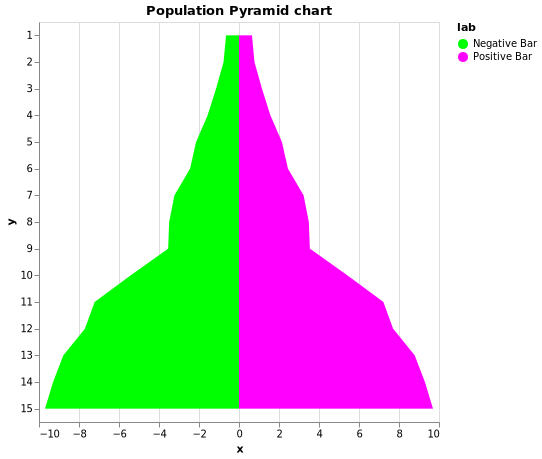 Population Pyramid chart
lab
Negative Bar
Positive Bar
y
1
2
3
4
5
6
7
8
9
10
11
12
13
14
15
−10 −8 −6 −4 −2 0 2 4 6 8 10
x